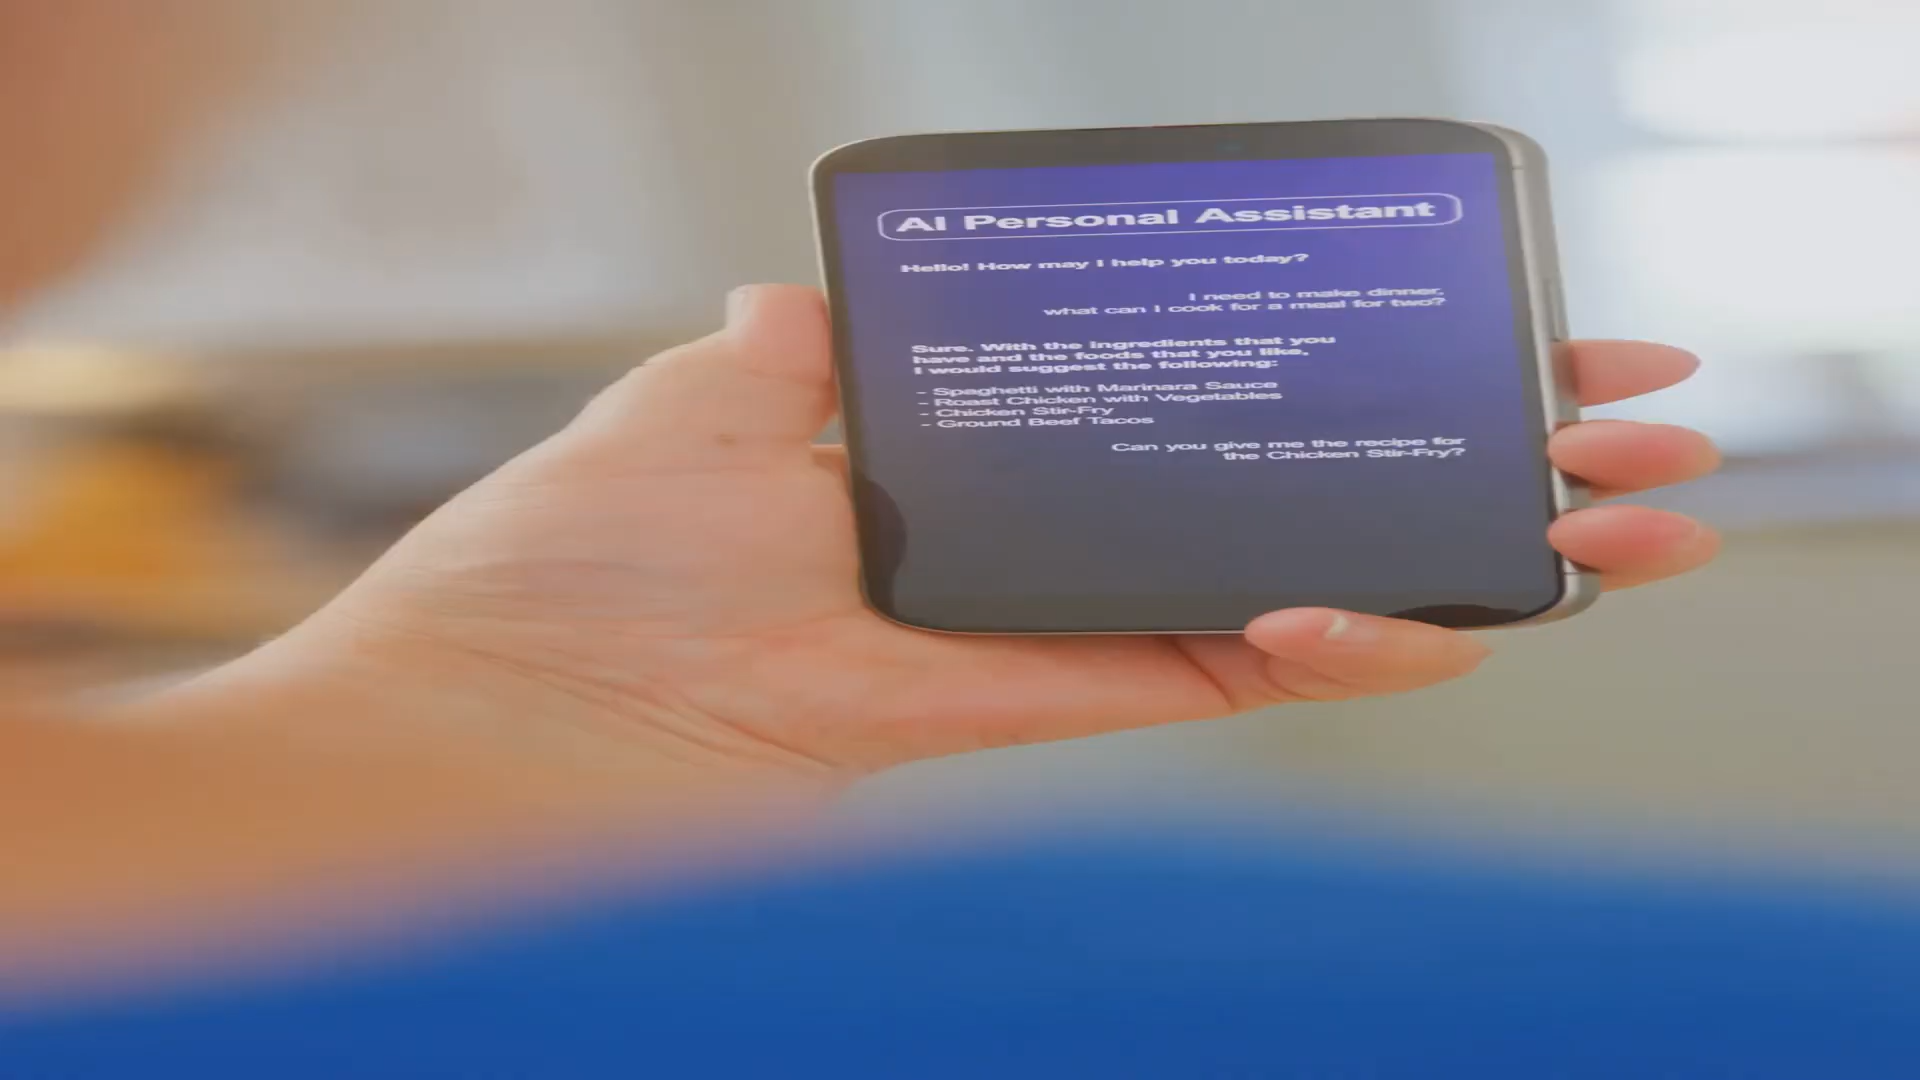 AI Personal Assistant
Hello! How may I help you today?
I need to make dinner,
what can I cook for a meal for two?
Sure. With the ingredients that you
have and the foods that you like,
I would suggest the following:
- Spaghetti with Marinara Sauce
- Roast Chicken with Vegetables
- Chicken Stir-Fry
- Ground Beef Tacos
Can you give me the recipe for
the Chicken Stir-Fry?